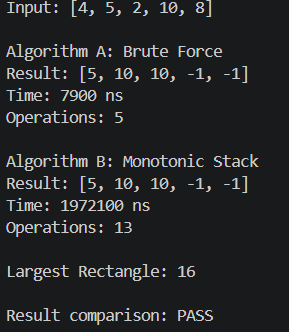 Input: [4, 5, 2, 10, 8]
Algorithm A: Brute Force
Result: [5, 10, 10, -1, -1]
Time: 7900 ns
Operations: 5
Algorithm B: Monotonic Stack
Result: [5, 10, 10, -1, -1]
Time: 1972100 ns
Operations: 13
Largest Rectangle: 16
Result comparison: PASS